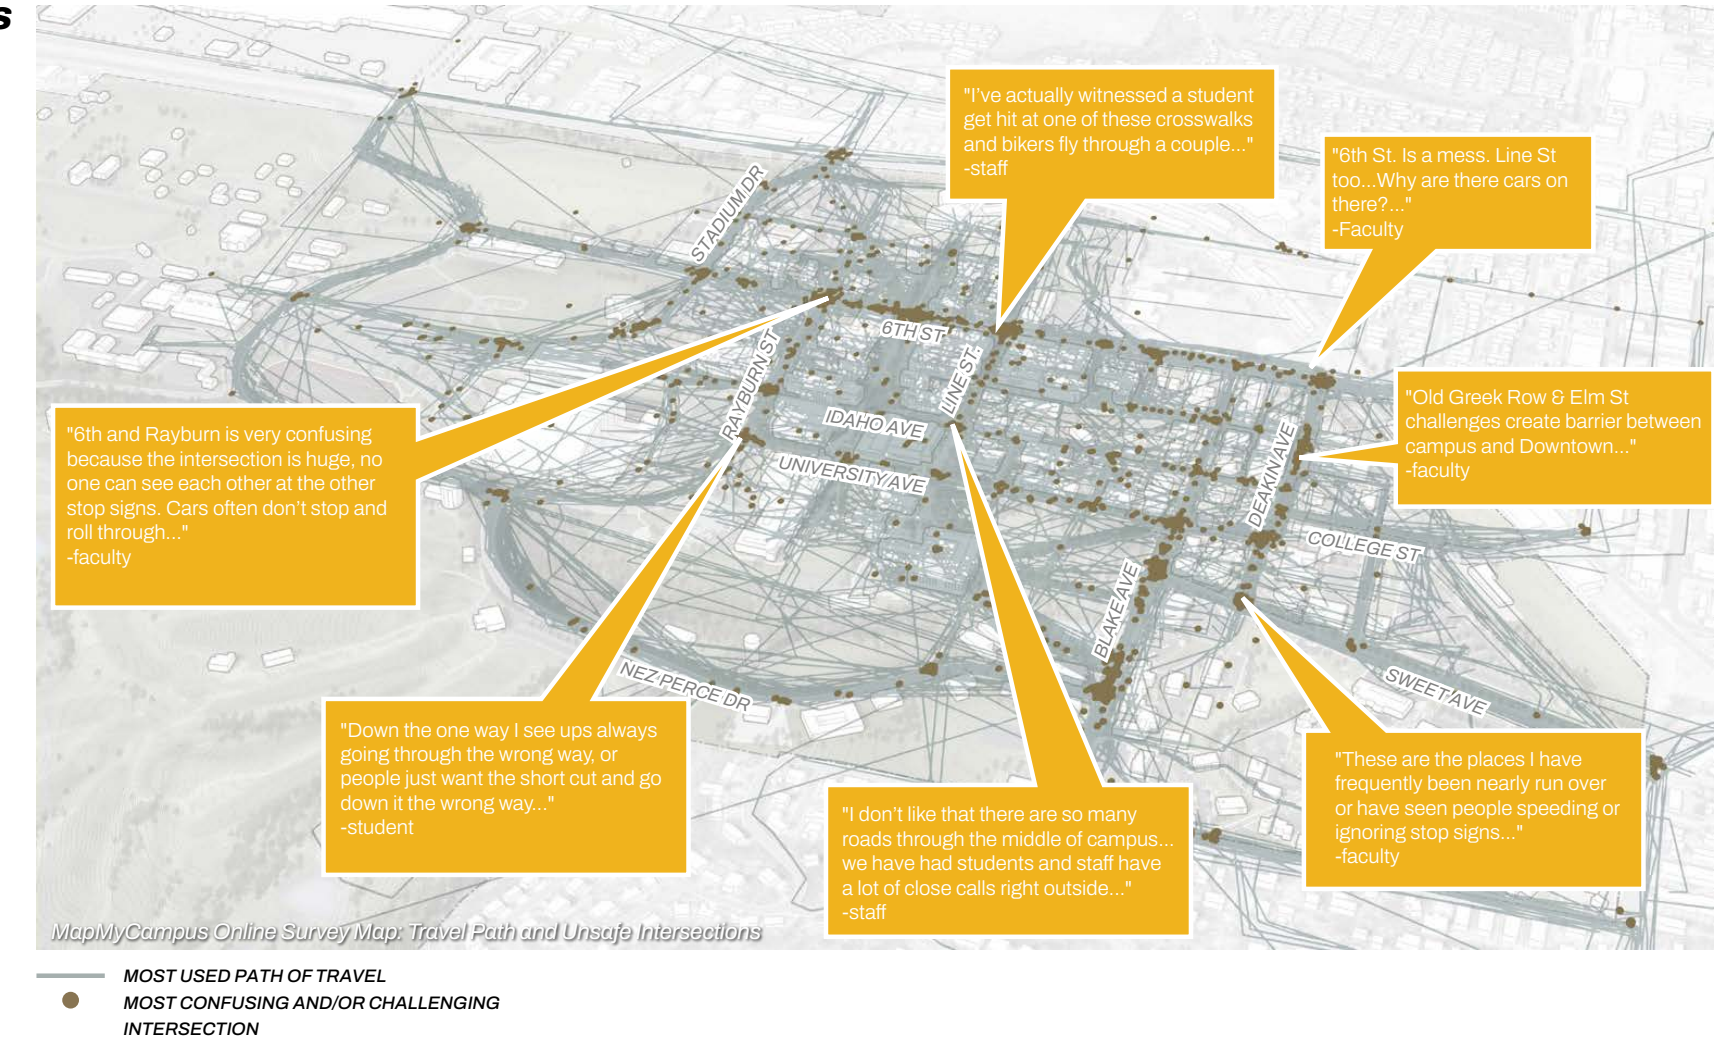 s
"I've actually witnessed a student
get hit at one of these crosswalks
and bikers fly through a couple..."
-staff
"6th St. Is a mess. Line St
too...Why are there cars on
there?..."
-Faculty
STADIUM DR
6TH ST
LINE ST.
RAYBURN ST
IDAHO AVE
UNIVERSITY AVE
DEAKIN AVE
"Old Greek Row & Elm St
challenges create barrier between
campus and Downtown..."
-faculty
"6th and Rayburn is very confusing
because the intersection is huge, no
one can see each other at the other
stop signs. Cars often don't stop and
roll through..."
-faculty
COLLEGE ST
BLAKE AVE
NEZ PERCE DR
SWEET AVE
"Down the one way I see ups always
going through the wrong way, or
people just want the short cut and go
down it the wrong way..."
-student
"I don't like that there are so many
roads through the middle of campus...
we have had students and staff have
a lot of close calls right outside..."
-staff
"These are the places I have
frequently been nearly run over
or have seen people speeding or
ignoring stop signs..."
-faculty
MapMyCampus Online Survey Map: Travel Path and Unsafe Intersections
MOST USED PATH OF TRAVEL
MOST CONFUSING AND/OR CHALLENGING
INTERSECTION